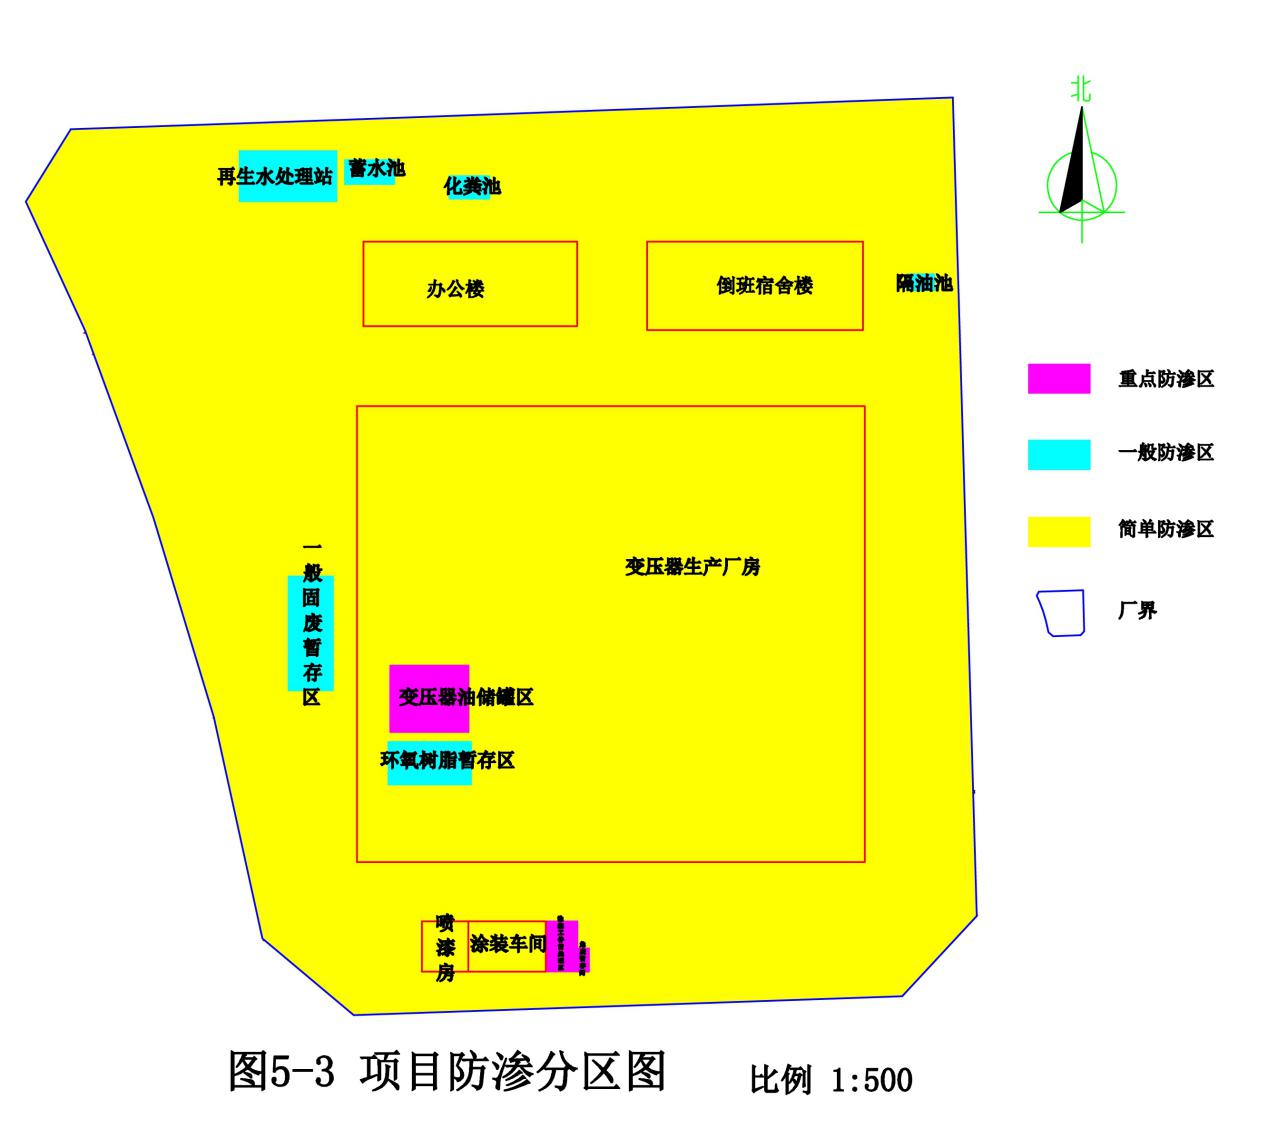 北
再生水处理站
蓄水池
化粪池
办公楼
倒班宿舍楼
隔油池
重点防渗区
一般防渗区
简单防渗区
厂界
一般固废暂存区
变压器生产厂房
变压器油储罐区
环氧树脂暂存区
喷漆房
涂装车间
图5-3 项目防渗分区图
比例 1:500